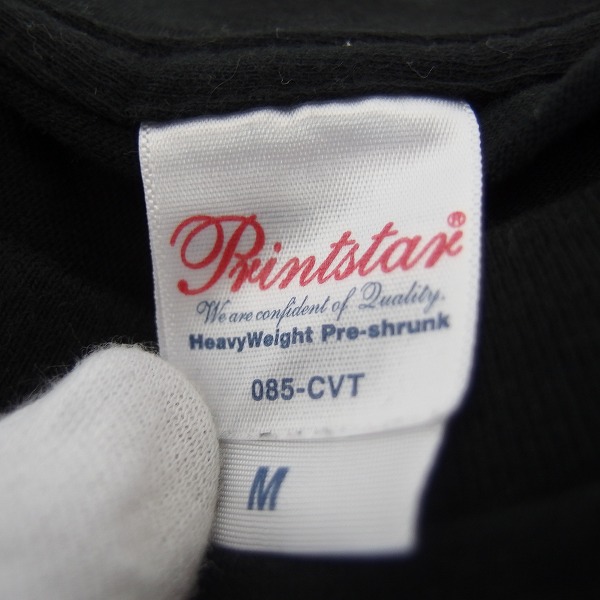 Printstar®
We are confident of Quality.
HeavyWeight Pre-shrunk
085-CVT
M